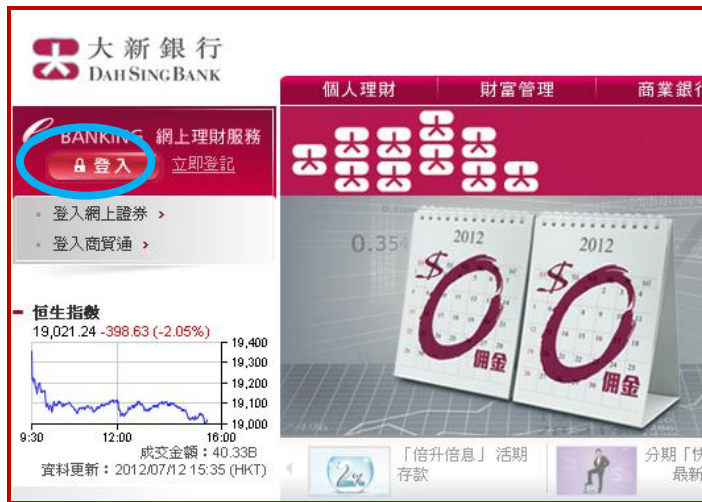 大新銀行
DAH SING BANK
個人理財
財富管理
商業銀行
e BANKING 網上理財服務
登入
立即登記
登入網上證券 >
登入商貿通 >
0.354
2012
2012
$0
$0
佣金
佣金
恒生指數
19,021.24 -398.63 (-2.05%)
19,400
19,300
19,200
19,100
19,000
9:30
12:00
16:00
成交金額：40.33B
資料更新：2012/07/12 15:35 (HKT)
2%
「倍升倍息」活期
存款
分期「快
最新